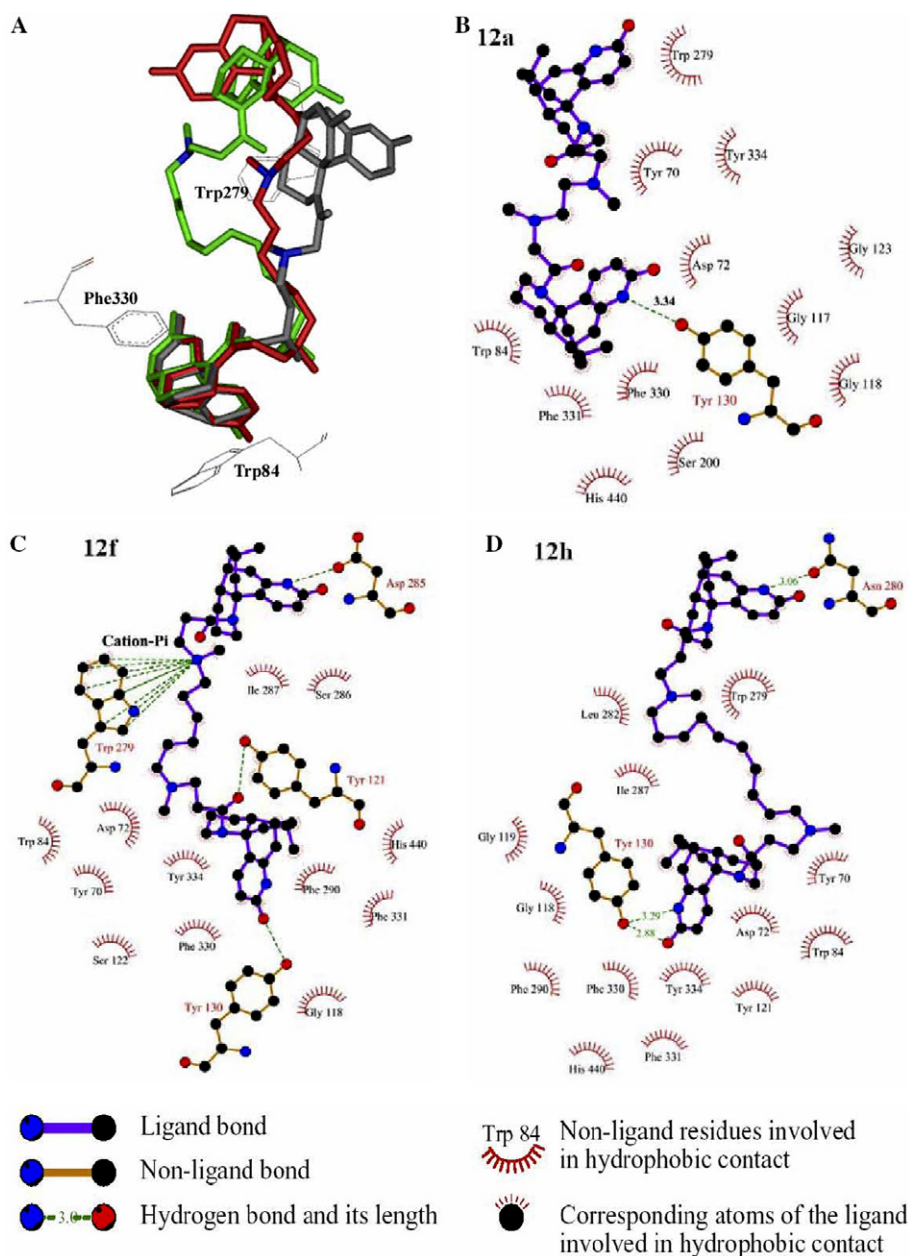 A
Trp279
Phe330
Trp84
B
12a
Trp 279
Tyr 334
Tyr 70
Gly 123
Asp 72
3.34
Gly 117
Trp 84
Phe 330
Gly 118
Phe 331
Tyr 130
Ser 200
His 440
C
12f
Asp 285
Cation-Pi
Ile 287
Ser 286
Trp 279
Tyr 121
Asp 72
Trp 84
His 440
Tyr 334
Tyr 70
Phe 290
Phe 331
Phe 330
Ser 122
Tyr 130
Gly 118
D
12h
3.06
Asn 280
Trp 279
Leu 282
Ile 287
Gly 119
Tyr 130
Tyr 70
Gly 118
3.29
2.88
Asp 72
Trp 84
Phe 290
Phe 330
Tyr 334
Tyr 121
Phe 331
His 440
Ligand bond
Non-ligand bond
3.0
Hydrogen bond and its length
Trp 84
Non-ligand residues involved
in hydrophobic contact
Corresponding atoms of the ligand
involved in hydrophobic contact